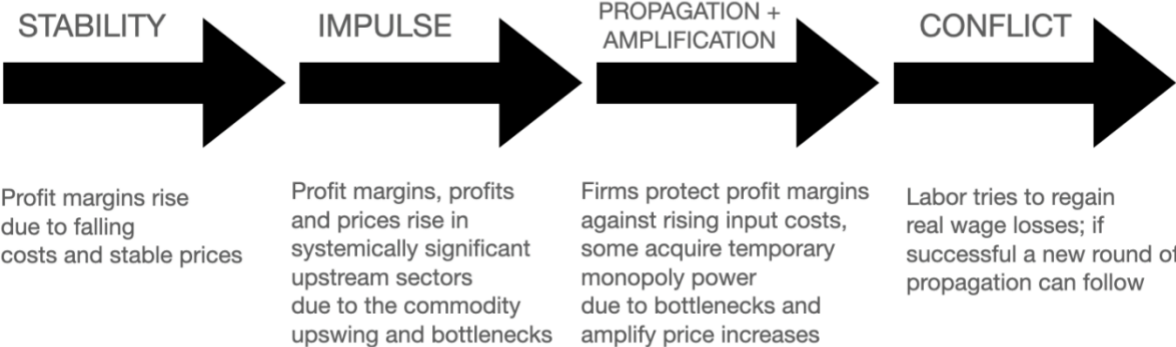 STABILITY
Profit margins rise
due to falling
costs and stable prices
IMPULSE
Profit margins, profits
and prices rise in
systemically significant
upstream sectors
due to the commodity
upswing and bottlenecks
PROPAGATION +
AMPLIFICATION
Firms protect profit margins
against rising input costs,
some acquire temporary
monopoly power
due to bottlenecks and
amplify price increases
CONFLICT
Labor tries to regain
real wage losses; if
successful a new round of
propagation can follow